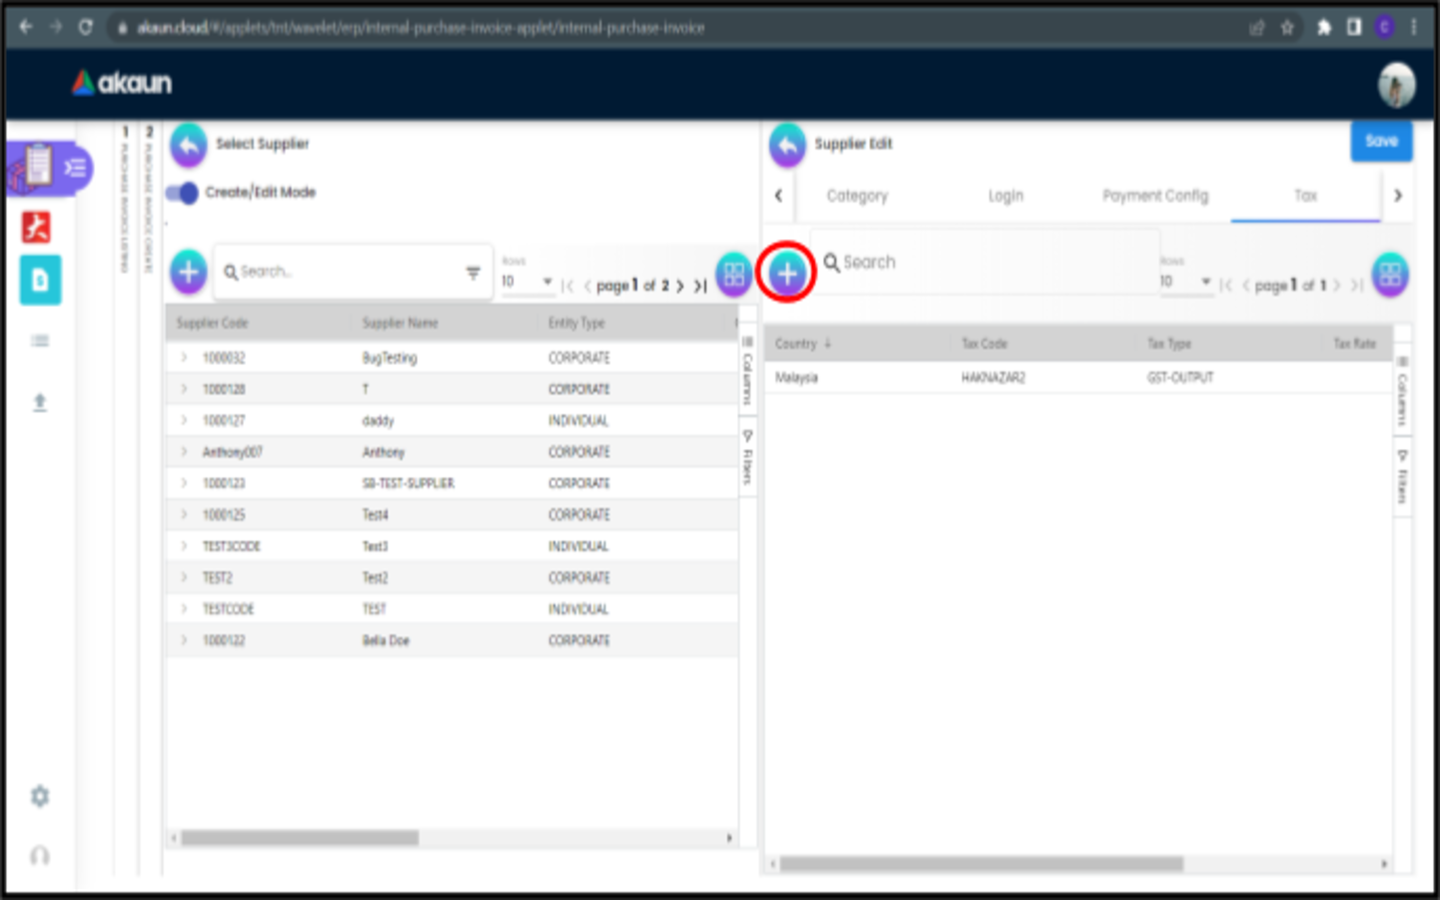 akaun.cloud/#/applets/tnt/wavelet/erp/internal-purchase-invoice-applet/internal-purchase-invoice
C
akaun
1 PURCHASE INVOICE LISTING
2 PURCHASE INVOICE CREATE
Select Supplier
Create/Edit Mode
Search...
Rows
10
page 1 of 2
Supplier Code Supplier Name Entity Type
1000032 BugTesting CORPORATE
1000128 T CORPORATE
1000127 daddy INDIVIDUAL
Anthony007 Anthony CORPORATE
1000123 SB-TEST-SUPPLIER CORPORATE
1000125 Test4 CORPORATE
TEST3CODE Test3 INDIVIDUAL
TEST2 Test2 CORPORATE
TESTCODE TEST INDIVIDUAL
1000122 Bella Doe CORPORATE
Columns
Filters
Supplier Edit
Save
Category Login Payment Config Tax
Search
Rows
10
page 1 of 1
Country Tax Code Tax Type Tax Rate
Malaysia HAKNAZAR2 GST-OUTPUT
Columns
Filters